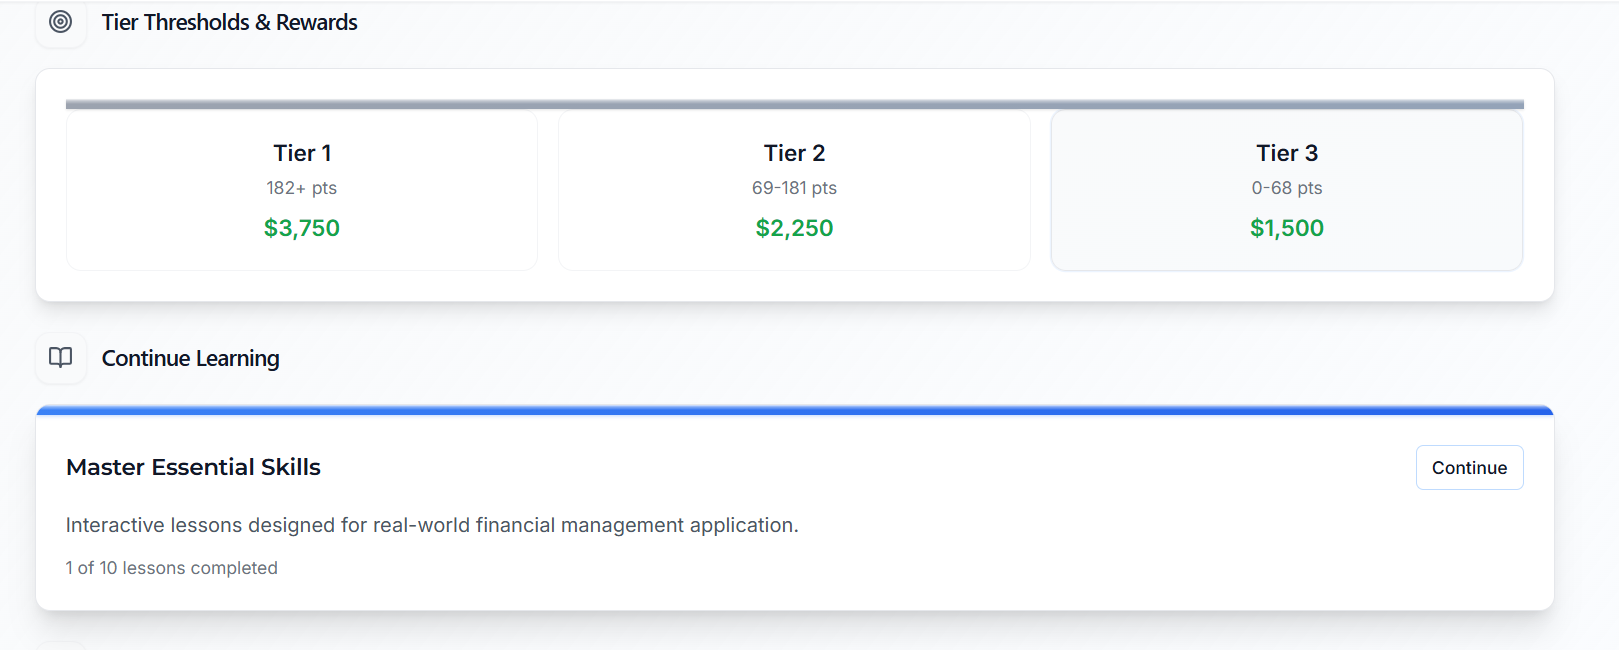 Tier Thresholds & Rewards
Tier 1
182+ pts
$3,750
Tier 2
69-181 pts
$2,250
Tier 3
0-68 pts
$1,500
Continue Learning
Master Essential Skills
Continue
Interactive lessons designed for real-world financial management application.
1 of 10 lessons completed